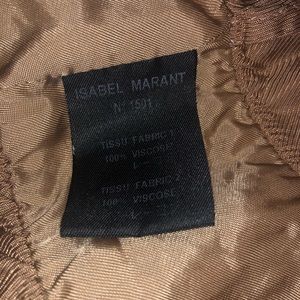 ISABEL MARANT
N° 1501
TISSU FABRIC 1
100% VISCOSE
TISSU FABRIC 2
100% VISCOSE